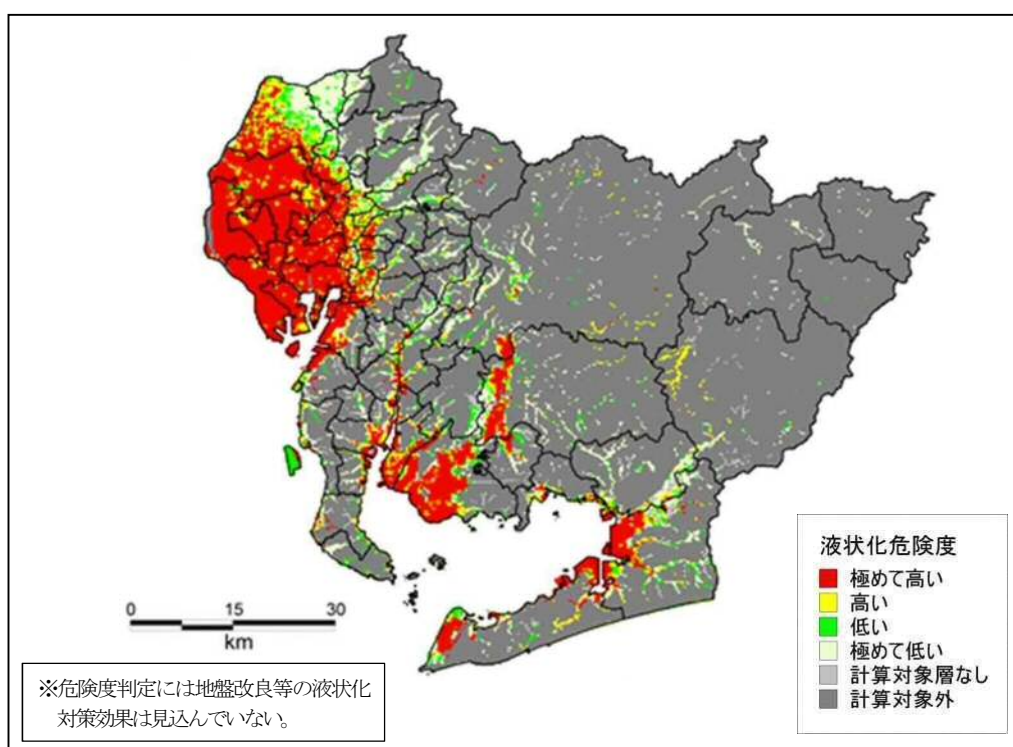 0 15 30
km
※危険度判定には地盤改良等の液状化
対策効果は見込んでいない。
液状化危険度
極めて高い
高い
低い
極めて低い
計算対象層なし
計算対象外